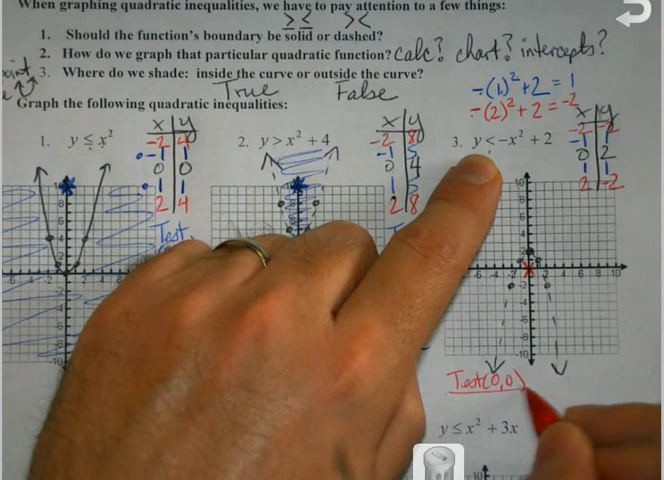 When graphing quadratic inequalities, we have to pay attention to a few things:
> < ≥ ≤
1. Should the function's boundary be solid or dashed?
2. How do we graph that particular quadratic function? calc? chart? intercepts?
3. Where do we shade: inside the curve or outside the curve?
True False
-(1)²+2 = 1
-(2)²+2 = -2
Graph the following quadratic inequalities:
1. y ≤ x²
x y
-2 4
-1 1
0 0
1 1
2 4
Test
2. y > x² + 4
x y
-2 8
-1 5
0 4
1 5
2 8
3. y < -x² + 2
x y
-2 -2
-1 1
0 2
1 1
2 -2
Test (0,0)
y ≤ x² + 3x